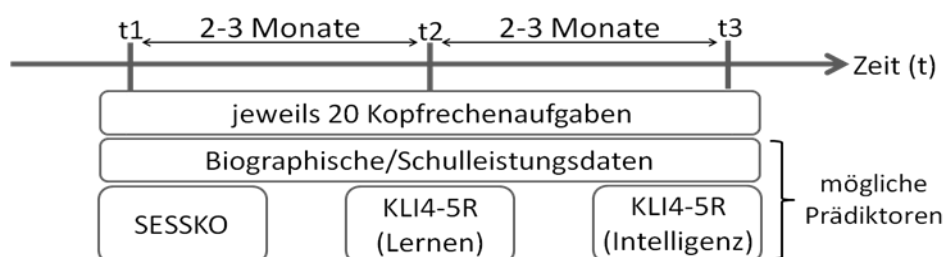 t1 2-3 Monate t2 2-3 Monate t3
Zeit (t)
jeweils 20 Kopfrechenaufgaben
Biographische/Schulleistungsdaten
SESSKO
KLI4-5R
(Lernen)
KLI4-5R
(Intelligenz)
mögliche
Prädiktoren